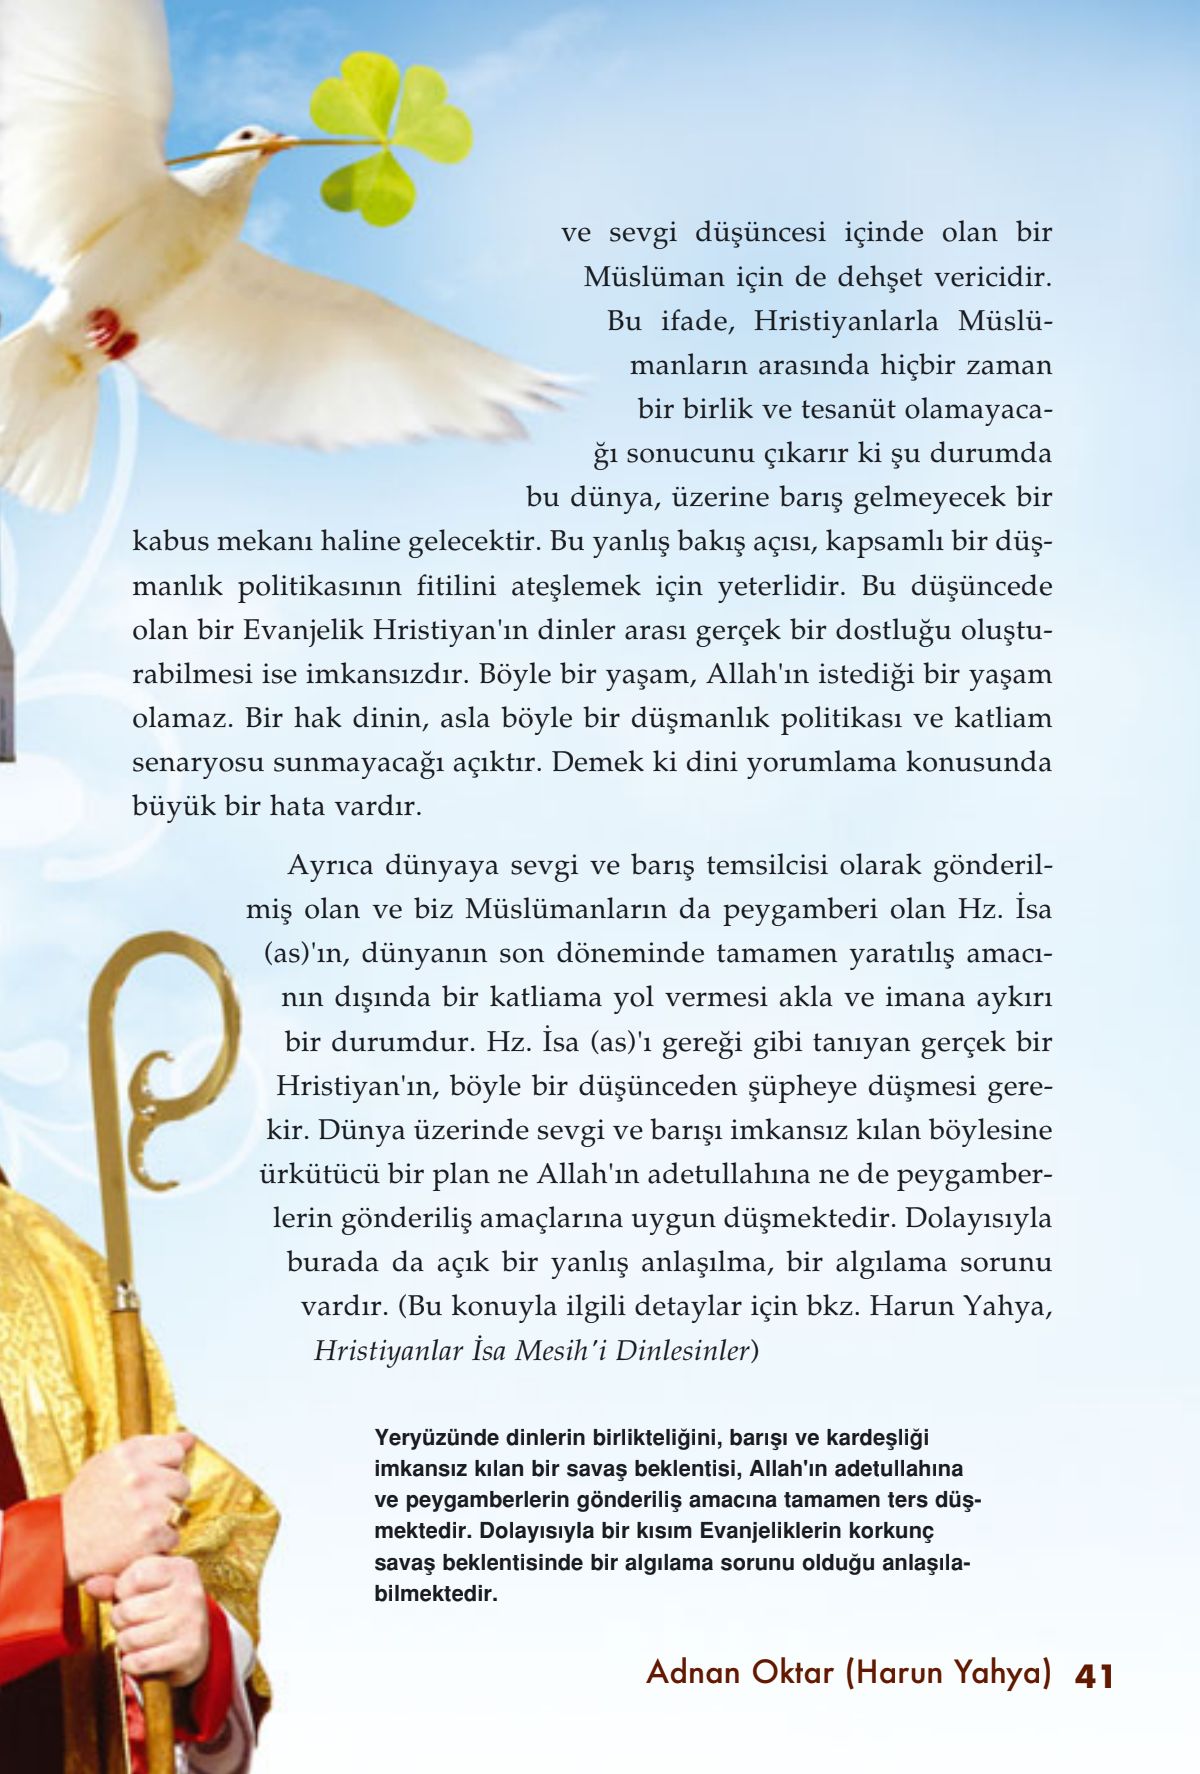 ve sevgi düşüncesi içinde olan bir
Müslüman için de dehşet vericidir.
Bu ifade, Hristiyanlarla Müslü-
manların arasında hiçbir zaman
bir birlik ve tesanüt olamayaca-
ğı sonucunu çıkarır ki şu durumda
bu dünya, üzerine barış gelmeyecek bir
kabus mekanı haline gelecektir. Bu yanlış bakış açısı, kapsamlı bir düş-
manlık politikasının fitilini ateşlemek için yeterlidir. Bu düşüncede
olan bir Evanjelik Hristiyan'ın dinler arası gerçek bir dostluğu oluştu-
rabilmesi ise imkansızdır. Böyle bir yaşam, Allah'ın istediği bir yaşam
olamaz. Bir hak dinin, asla böyle bir düşmanlık politikası ve katliam
senaryosu sunmayacağı açıktır. Demek ki dini yorumlama konusunda
büyük bir hata vardır.
Ayrıca dünyaya sevgi ve barış temsilcisi olarak gönderil-
miş olan ve biz Müslümanların da peygamberi olan Hz. İsa
(as)'ın, dünyanın son döneminde tamamen yaratılış amacı-
nın dışında bir katliama yol vermesi akla ve imana aykırı
bir durumdur. Hz. İsa (as)'ı gereği gibi tanıyan gerçek bir
Hristiyan'ın, böyle bir düşünceden şüpheye düşmesi gere-
kir. Dünya üzerinde sevgi ve barışı imkansız kılan böylesine
ürkütücü bir plan ne Allah'ın adetullahına ne de peygamber-
lerin gönderiliş amaçlarına uygun düşmektedir. Dolayısıyla
burada da açık bir yanlış anlaşılma, bir algılama sorunu
vardır. (Bu konuyla ilgili detaylar için bkz. Harun Yahya,
Hristiyanlar İsa Mesih'i Dinlesinler)
Yeryüzünde dinlerin birlikteliğini, barışı ve kardeşliği
imkansız kılan bir savaş beklentisi, Allah'ın adetullahına
ve peygamberlerin gönderiliş amacına tamamen ters düş-
mektedir. Dolayısıyla bir kısım Evanjeliklerin korkunç
savaş beklentisinde bir algılama sorunu olduğu anlaşıla-
bilmektedir.
Adnan Oktar (Harun Yahya) 41